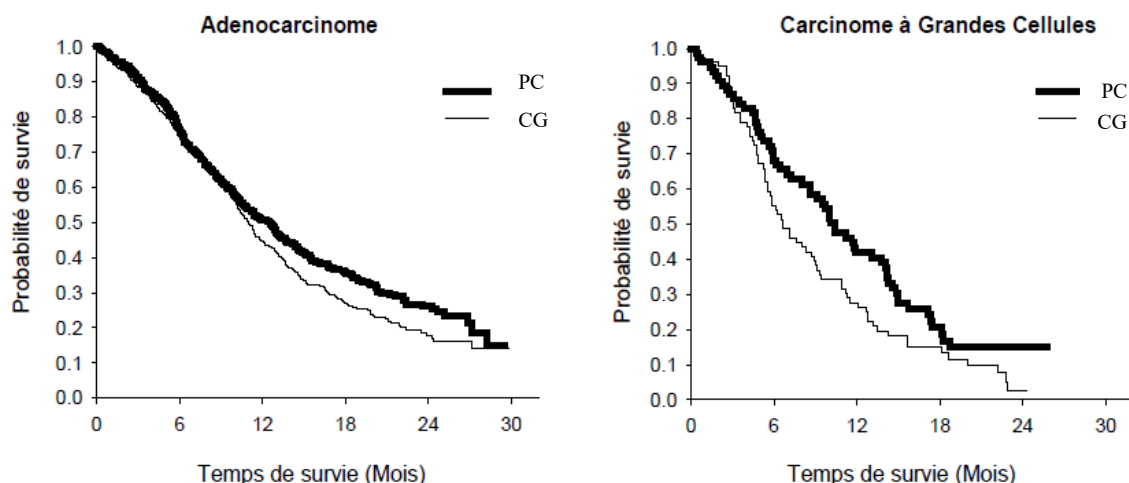 Adenocarcinome
Probabilité de survie
1.0
0.9
0.8
0.7
0.6
0.5
0.4
0.3
0.2
0.1
0.0
PC
CG
0 6 12 18 24 30
Temps de survie (Mois)
Carcinome à Grandes Cellules
Probabilité de survie
1.0
0.9
0.8
0.7
0.6
0.5
0.4
0.3
0.2
0.1
0.0
PC
CG
0 6 12 18 24 30
Temps de survie (Mois)